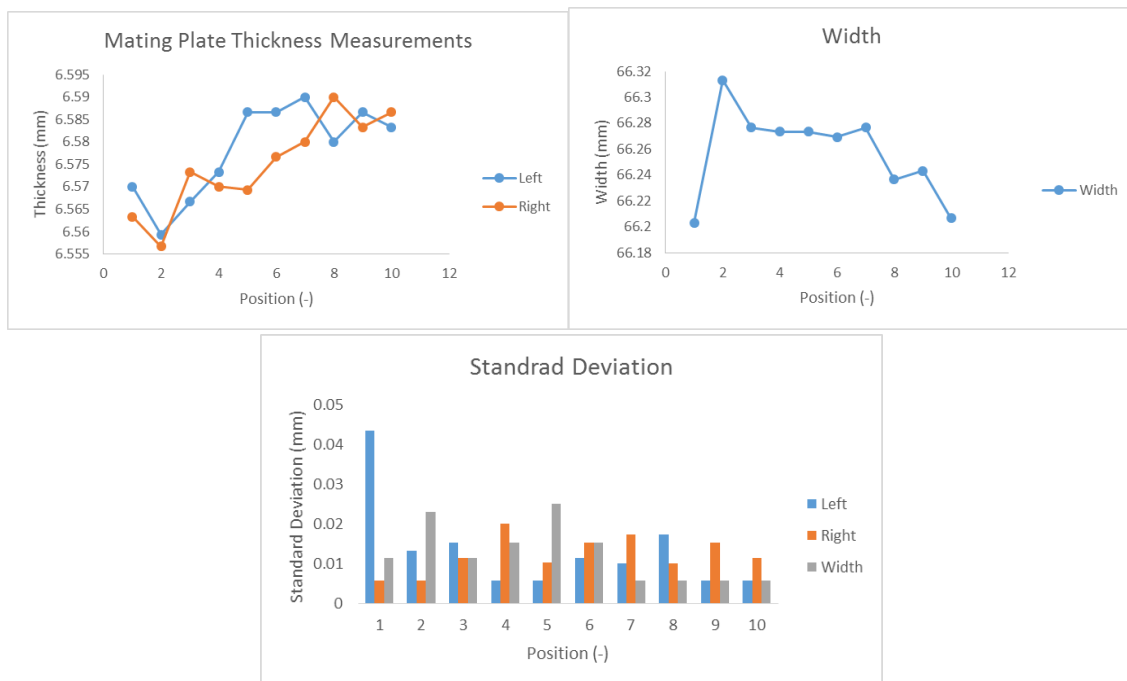 Mating Plate Thickness Measurements
Thickness (mm)
6.595
6.59
6.585
6.58
6.575
6.57
6.565
6.56
6.555
0 2 4 6 8 10 12
Position (-)
Left
Right
Width
Width (mm)
66.32
66.3
66.28
66.26
66.24
66.22
66.2
66.18
0 2 4 6 8 10 12
Position (-)
Width
Standrad Deviation
Standard Deviation (mm)
0.05
0.04
0.03
0.02
0.01
0
1 2 3 4 5 6 7 8 9 10
Position (-)
Left
Right
Width